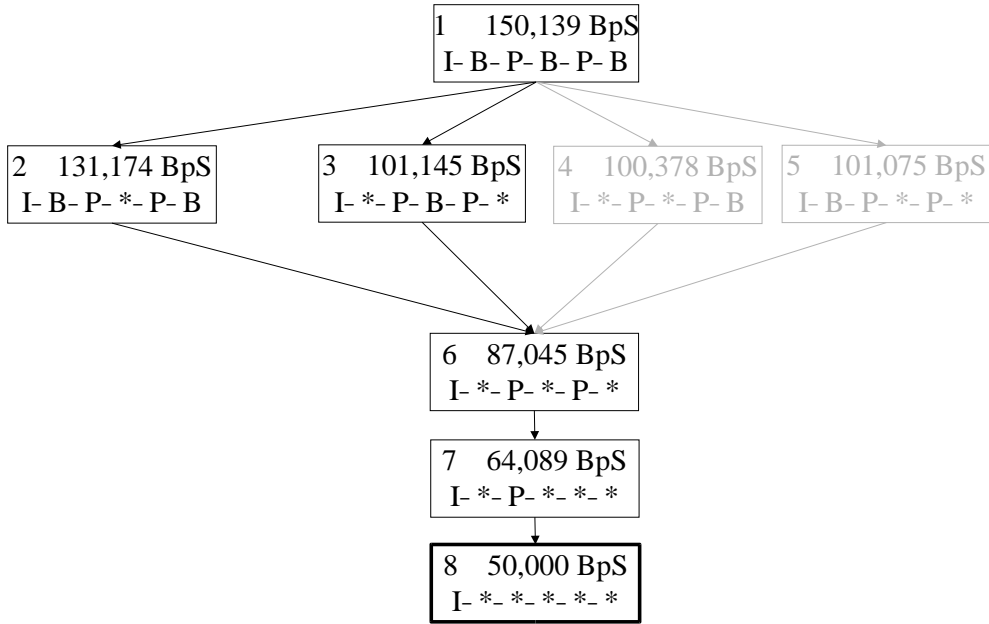 1 150,139 BpS
I- B- P- B- P- B
2 131,174 BpS
I- B- P- *- P- B
3 101,145 BpS
I- *- P- B- P- *
4 100,378 BpS
I- *- P- *- P- B
5 101,075 BpS
I- B- P- *- P- *
6 87,045 BpS
I- *- P- *- P- *
7 64,089 BpS
I- *- P- *- *- *
8 50,000 BpS
I- *- *- *- *- *